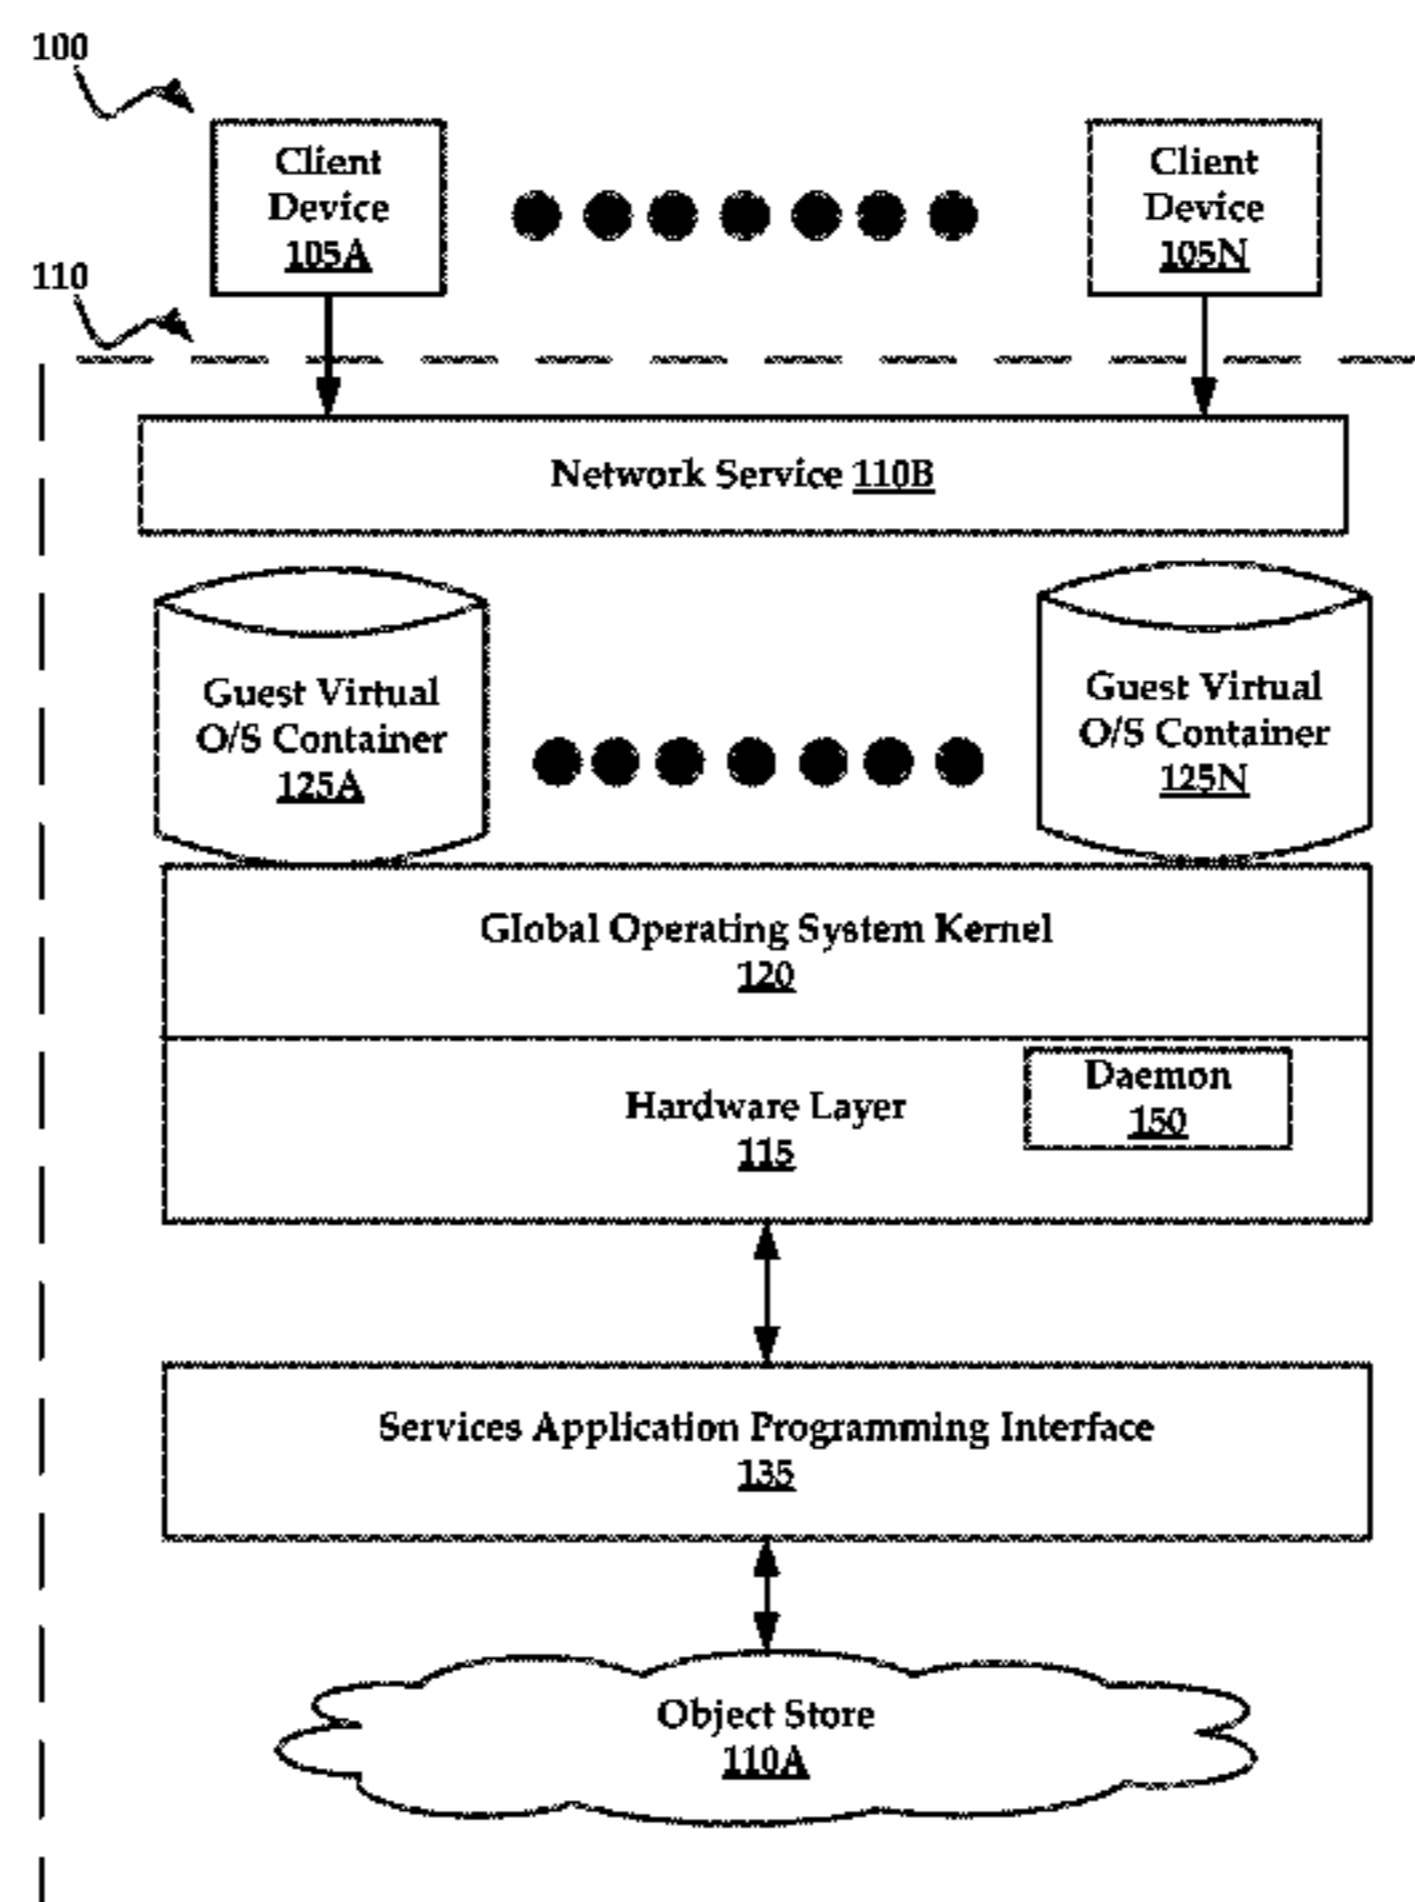 100
Client
Device
105A
Client
Device
105N
110
Network Service 110B
Guest Virtual
O/S Container
125A
Guest Virtual
O/S Container
125N
Global Operating System Kernel
120
Hardware Layer
115
Daemon
150
Services Application Programming Interface
135
Object Store
110A